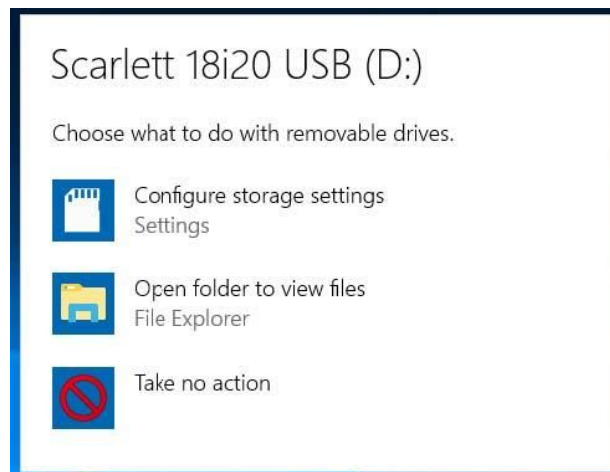 Scarlett 18i20 USB (D:)
Choose what to do with removable drives.
Configure storage settings
Settings
Open folder to view files
File Explorer
Take no action